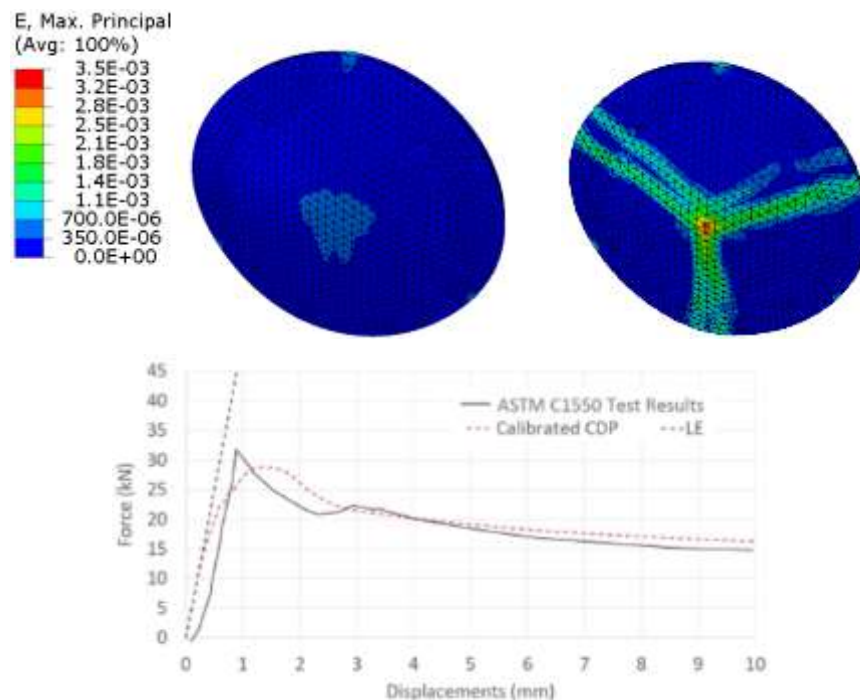 E, Max. Principal
(Avg: 100%)
3.5E-03
3.2E-03
2.8E-03
2.5E-03
2.1E-03
1.8E-03
1.4E-03
1.1E-03
700.0E-06
350.0E-06
0.0E+00
45
40
35
30
25
20
15
10
5
0
Force (kN)
ASTM C1550 Test Results
Calibrated CDP
LE
0 1 2 3 4 5 6 7 8 9 10
Displacements (mm)